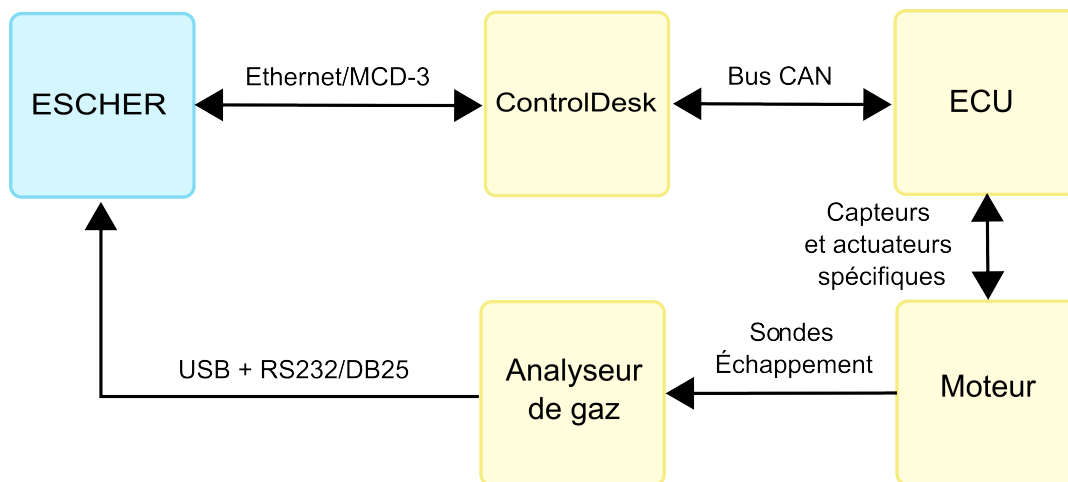 ESCHER
Ethernet/MCD-3
ControlDesk
Bus CAN
ECU
Capteurs
et actuateurs
spécifiques
USB + RS232/DB25
Analyseur
de gaz
Sondes
Échappement
Moteur